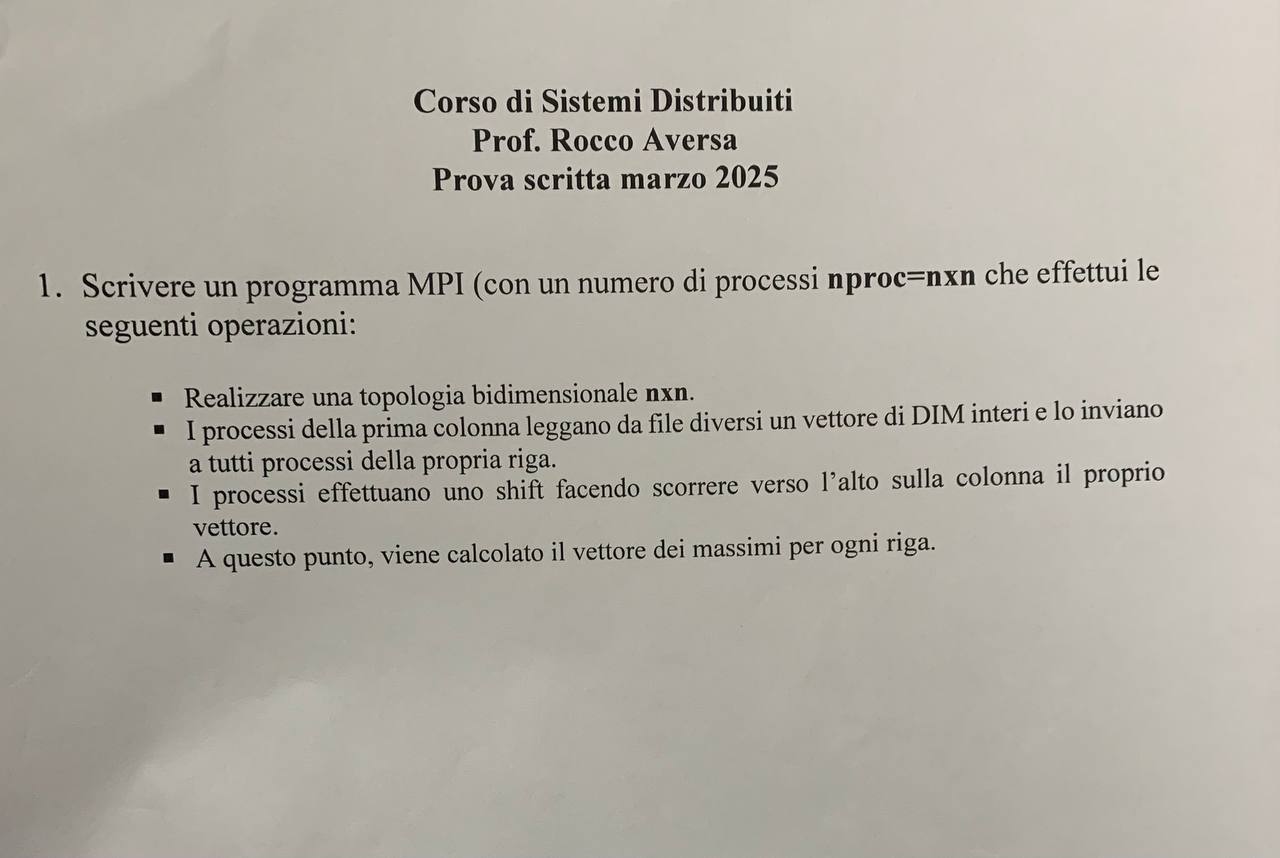 Corso di Sistemi Distribuiti
Prof. Rocco Aversa
Prova scritta marzo 2025
1. Scrivere un programma MPI (con un numero di processi nproc=nxn che effettui le
seguenti operazioni:
▪ Realizzare una topologia bidimensionale nxn.
▪ I processi della prima colonna leggano da file diversi un vettore di DIM interi e lo inviano
a tutti processi della propria riga.
▪ I processi effettuano uno shift facendo scorrere verso l’alto sulla colonna il proprio
vettore.
▪ A questo punto, viene calcolato il vettore dei massimi per ogni riga.